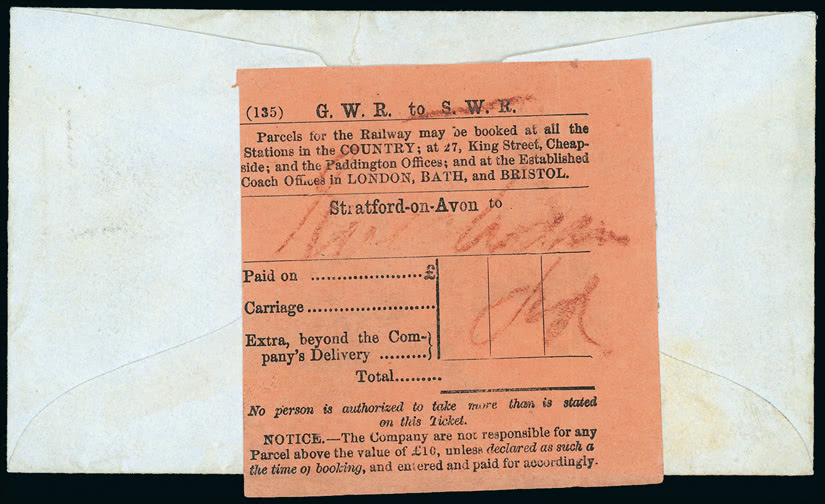 (135) G. W. R. to S. W. R.
Parcels for the Railway may be booked at all the
Stations in the COUNTRY; at 27, King Street, Cheap-
side; and the Paddington Offices; and at the Established
Coach Offices in LONDON, BATH, and BRISTOL.
Stratford-on-Avon to
Paid on ......................£
Carriage.........................
Extra, beyond the Com-}
pany's Delivery ..........}
Total.........
No person is authorized to take more than is stated
on this Ticket.
NOTICE.—The Company are not responsible for any
Parcel above the value of £10, unless declared as such a
the time of booking, and entered and paid for accordingly.